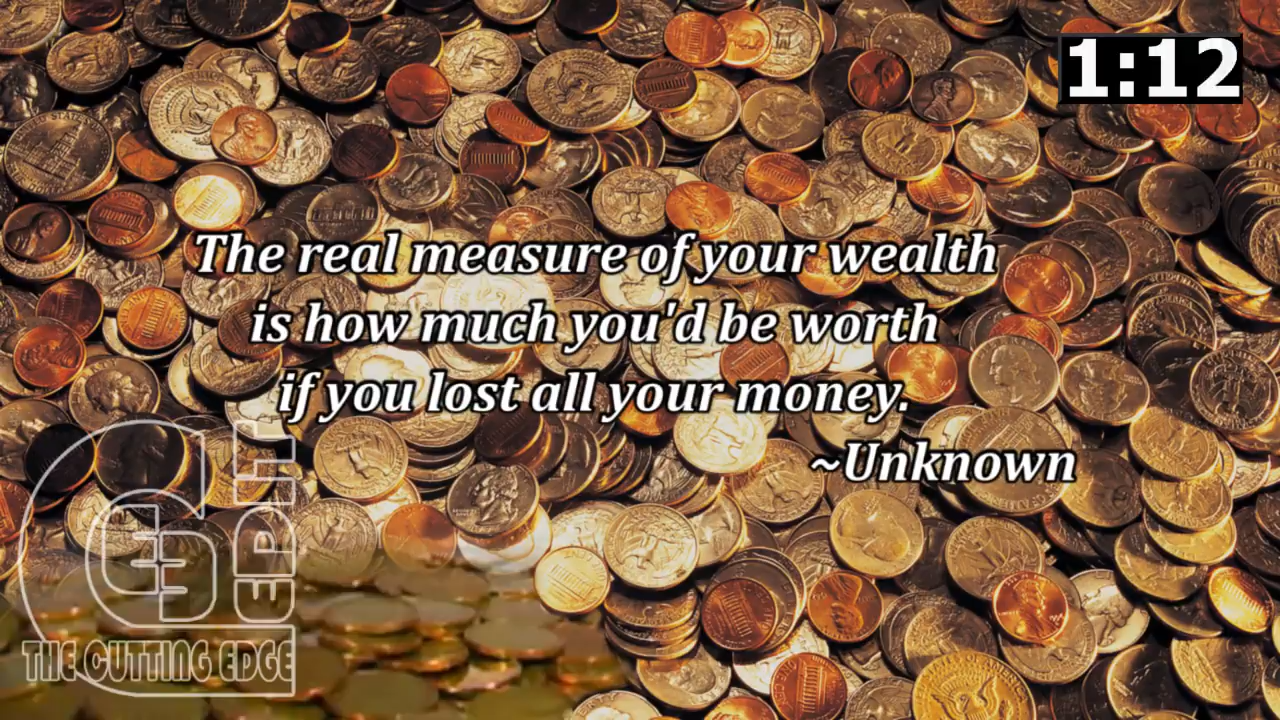 1:12
The real measure of your wealth
is how much you'd be worth
if you lost all your money.
~Unknown
EDIT
THE CUTTING EDGE